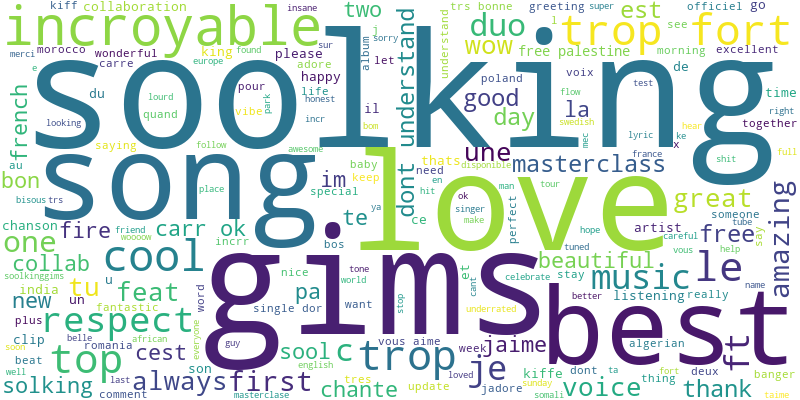 kiff collaboration two trs bonne greeting super officiel go
incroyable duo est insane trop fort
morocco wonderful king found sur please album sorry wow see
merci carre adore let free palestine morning excellent
soolking
e europe happy understand voix de
french du pour life poland test time
lourd park honest il good flow la right
looking quand vibe incr bom day swedish lyric ke hear together
saying follow dont understand mec france x full
au awesome baby thats une masterclass shit
song love
bon place im keep need disponible
bisous trs special en hit man tour great amazing
chanson fire friend carr ok te ya ce ok singer make perfect hope artist someone tube
one woooow incrr bos tuned careful free say
cool et beautiful vous help
collab soolkinggims nice tone cant celebrate stay music le
india u world listening really
tu feat pa want stop underrated
new un fantastic word single dor better name
gims best
plus respect guy vous aime
clip belle african week jaime algerian ft
beat romania everyone cest sool c trop
soon top son english loved je kiffe dont ta fort deux banger
well last always first tres update jadore sunday voice thing thank
solking comment masterclase chante somali taime